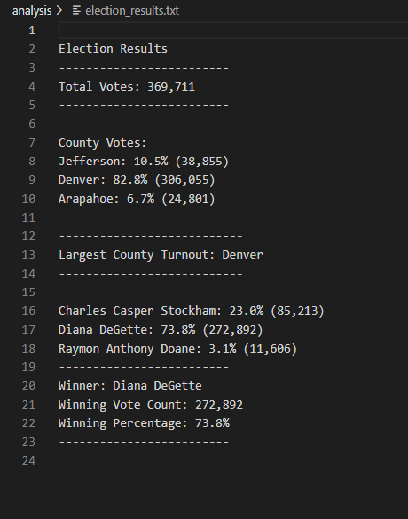 analysis > election_results.txt
1
2 Election Results
3 -------------------------
4 Total Votes: 369,711
5 -------------------------
6
7 County Votes:
8 Jefferson: 10.5% (38,855)
9 Denver: 82.8% (306,055)
10 Arapahoe: 6.7% (24,801)
11
12 ---------------------------
13 Largest County Turnout: Denver
14 ---------------------------
15
16 Charles Casper Stockham: 23.0% (85,213)
17 Diana DeGette: 73.8% (272,892)
18 Raymon Anthony Doane: 3.1% (11,606)
19 -------------------------
20 Winner: Diana DeGette
21 Winning Vote Count: 272,892
22 Winning Percentage: 73.8%
23 -------------------------
24